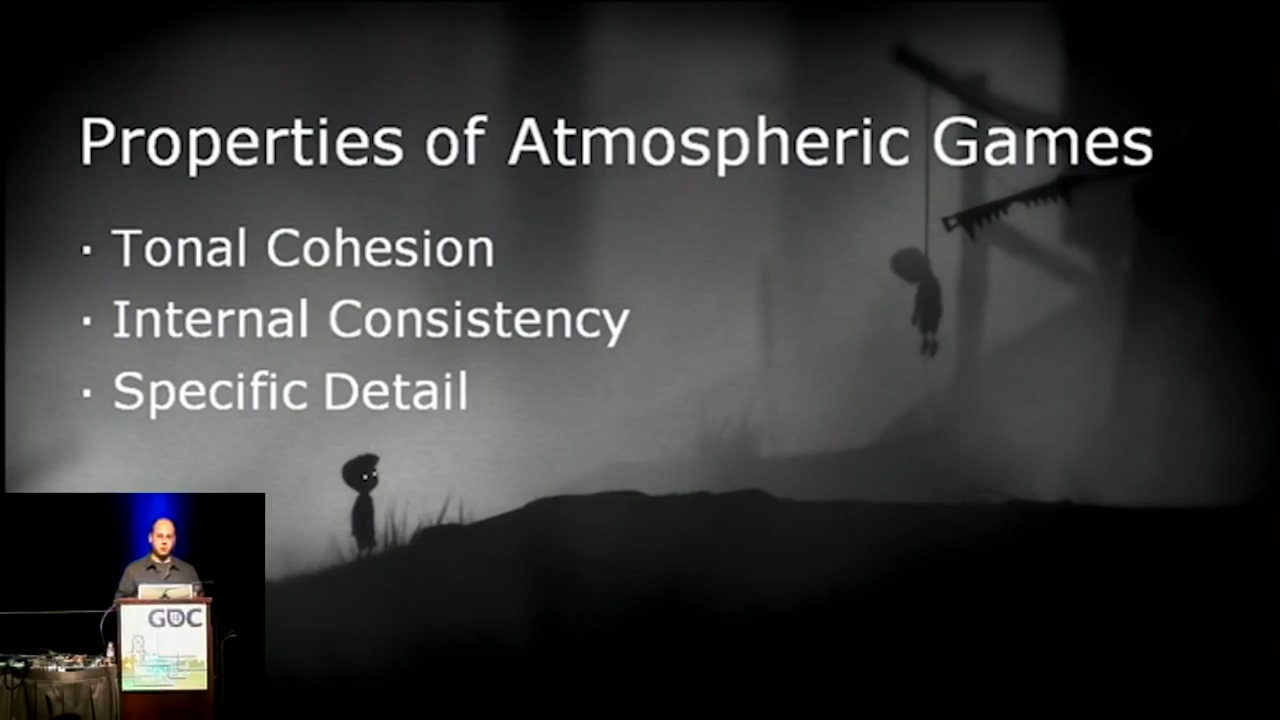 Properties of Atmospheric Games
· Tonal Cohesion
· Internal Consistency
· Specific Detail
GDC